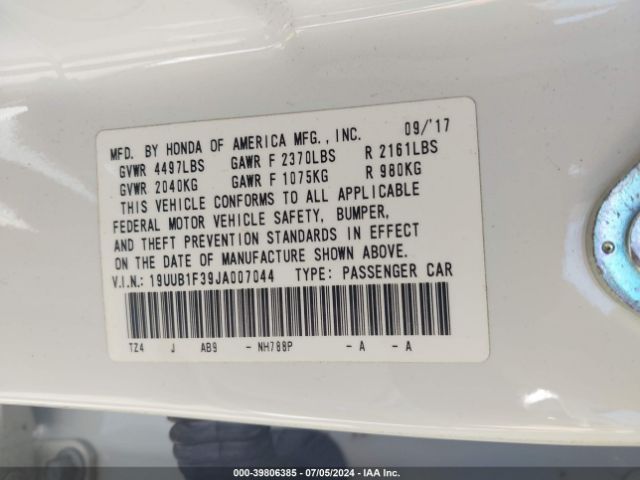 MFD. BY HONDA OF AMERICA MFG., INC. 09/'17
GVWR 4497LBS GAWR F 2370LBS R 2161LBS
GVWR 2040KG GAWR F 1075KG R 980KG
THIS VEHICLE CONFORMS TO ALL APPLICABLE
FEDERAL MOTOR VEHICLE SAFETY, BUMPER,
AND THEFT PREVENTION STANDARDS IN EFFECT
ON THE DATE OF MANUFACTURE SHOWN ABOVE.
V.I.N.: 19UUB1F39JA007044 TYPE: PASSENGER CAR
TZ4 J AB9 - NH788P - A - A
000-39806385 | 07/05/2024 | IAA Inc.